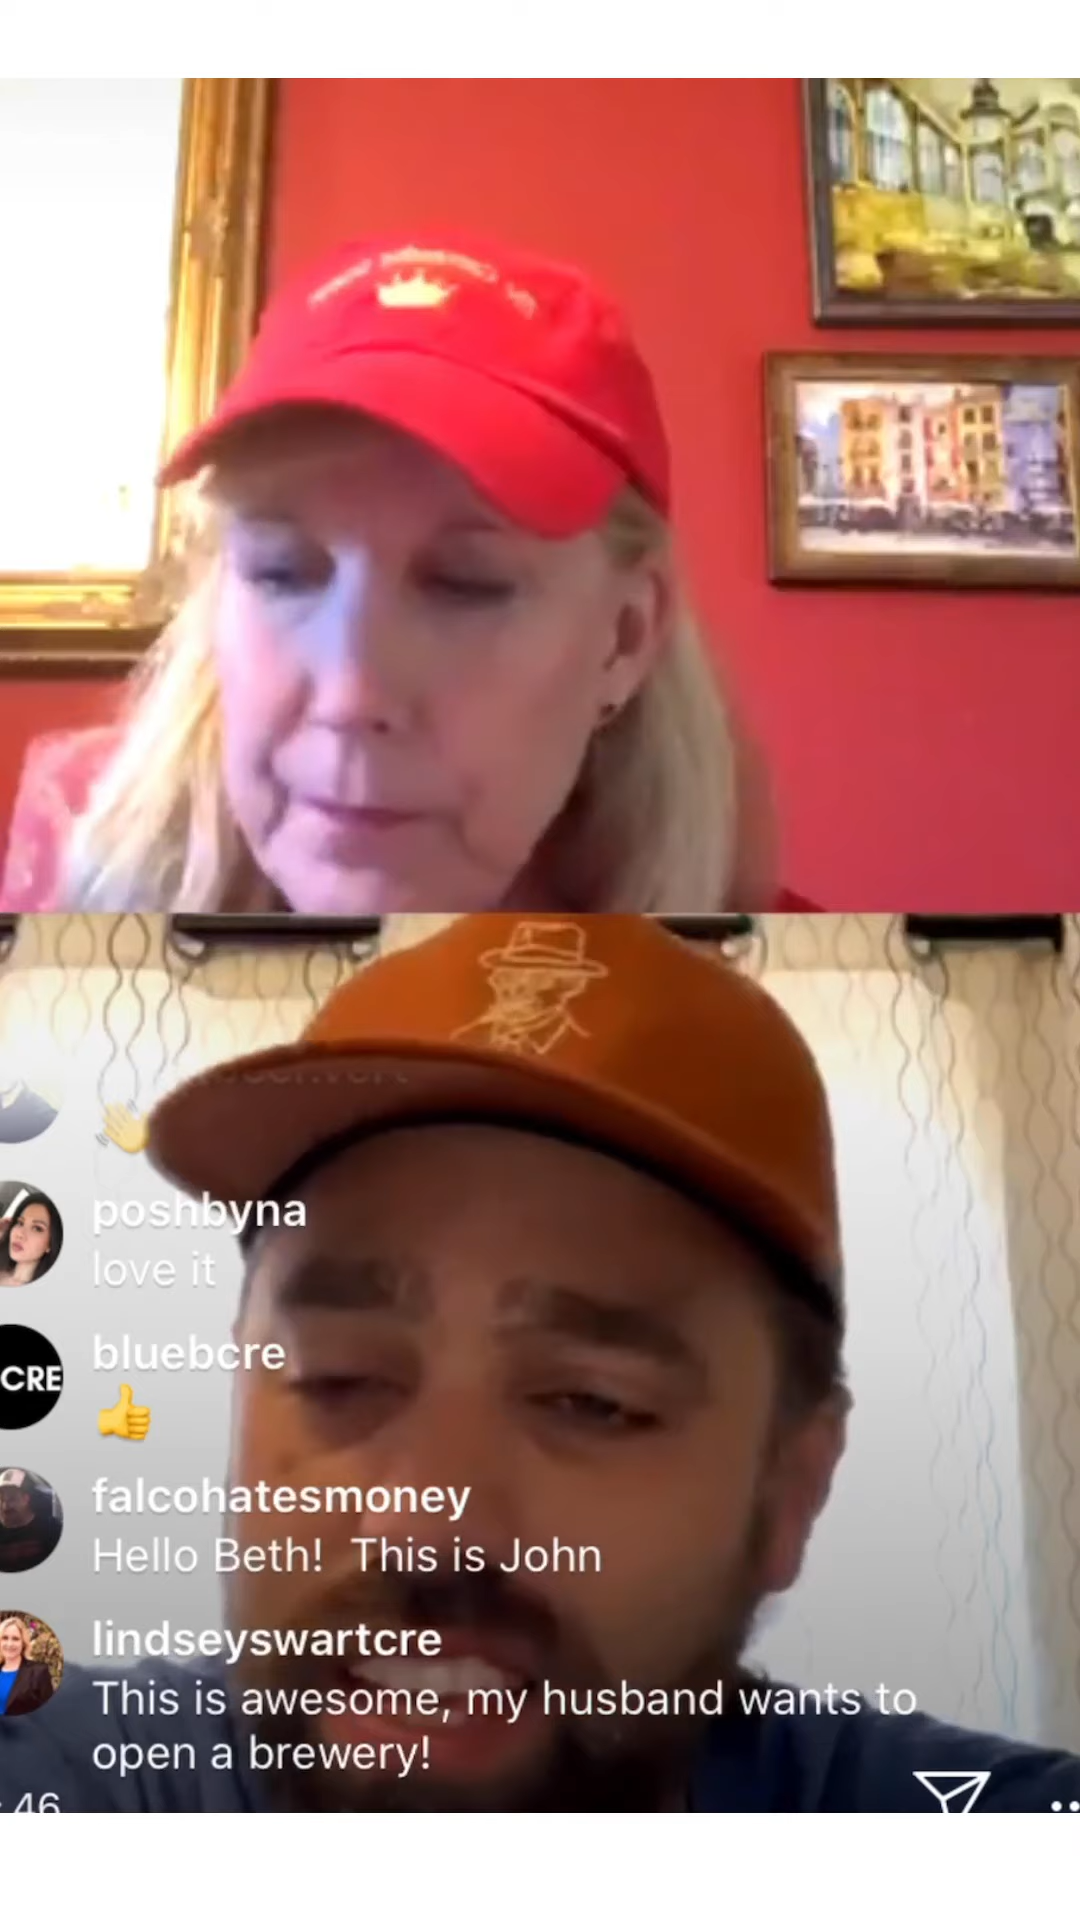 poshbyna
love it
bluebcre
👍
CRE
falcohatesmoney
Hello Beth!  This is John
lindseyswartcre
This is awesome, my husband wants to
open a brewery!
46